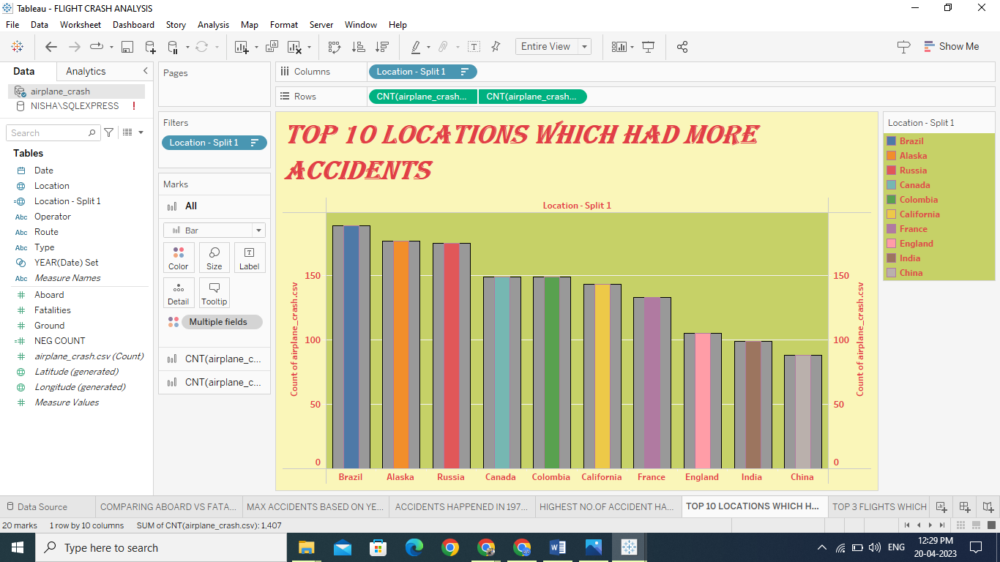 Tableau - FLIGHT CRASH ANALYSIS
File Data Worksheet Dashboard Story Analysis Map Format Server Window Help
Entire View
Show Me
Data Analytics
airplane_crash
NISHA\SQLEXPRESS !
Search
Tables
Date
Location
Location - Split 1
Abc Operator
Abc Route
Abc Type
YEAR(Date) Set
Abc Measure Names
Aboard
Fatalities
Ground
NEG COUNT
airplane_crash.csv (Count)
Latitude (generated)
Longitude (generated)
Measure Values
Pages
Filters
Location - Split 1
Marks
All
Bar
Color Size Label
Detail Tooltip
Multiple fields
CNT(airplane_c...
CNT(airplane_c...
Columns Location - Split 1
Rows CNT(airplane_crash... CNT(airplane_crash...
TOP 10 LOCATIONS WHICH HAD MORE
ACCIDENTS
Location - Split 1
Count of airplane_crash.csv
150
100
50
0
150
100
50
0
Count of airplane_crash.csv
Brazil Alaska Russia Canada Colombia California France England India China
Location - Split 1
Brazil
Alaska
Russia
Canada
Colombia
California
France
England
India
China
Data Source COMPARING ABOARD VS FATA... MAX ACCIDENTS BASED ON YE... ACCIDENTS HAPPENED IN 197... HIGHEST NO.OF ACCIDENT HA... TOP 10 LOCATIONS WHICH H... TOP 3 FLIGHTS WHICH
20 marks 1 row by 10 columns SUM of CNT(airplane_crash.csv): 1,407
Type here to search
ENG
12:29 PM
20-04-2023